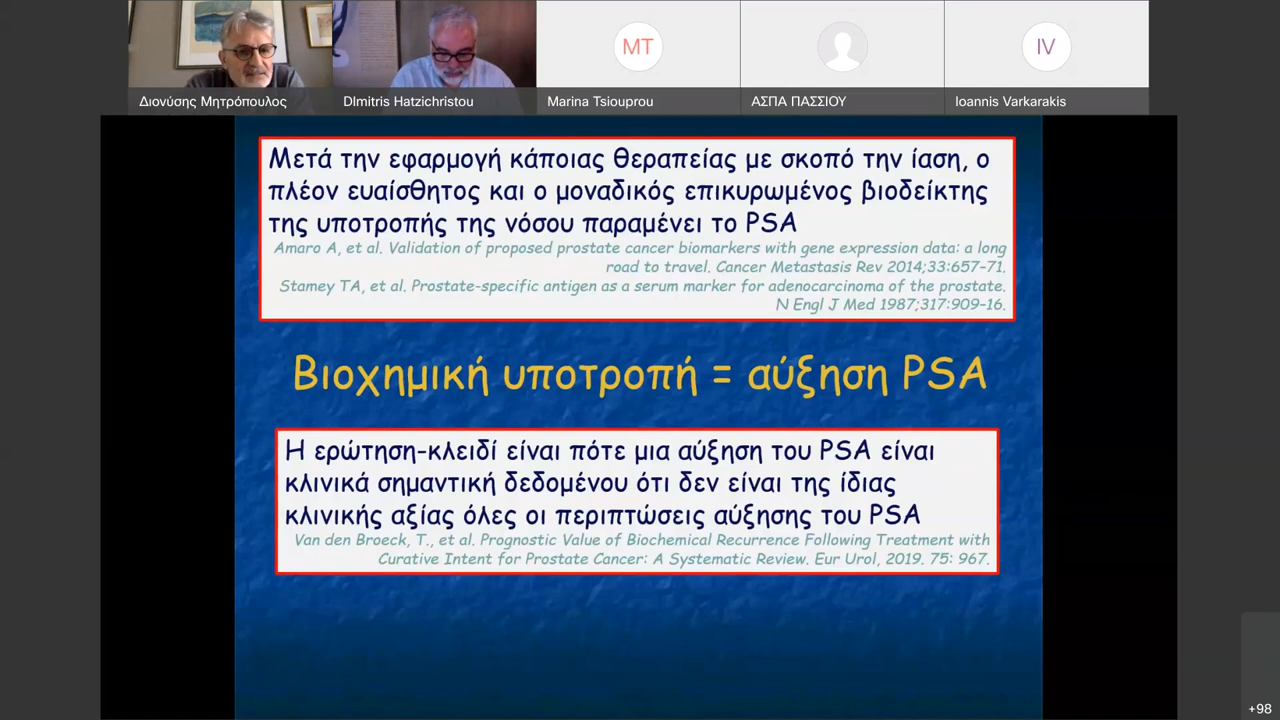 MT
IV
Διονύσης Μητρόπουλος
DImitris Hatzichristou
Marina Tsiouprou
ΑΣΠΑ ΠΑΣΣΙΟΥ
Ioannis Varkarakis
Μετά την εφαρμογή κάποιας θεραπείας με σκοπό την ίαση, ο
πλέον ευαίσθητος και ο μοναδικός επικυρωμένος βιοδείκτης
της υποτροπής της νόσου παραμένει το PSA
Amaro A, et al. Validation of proposed prostate cancer biomarkers with gene expression data: a long
road to travel. Cancer Metastasis Rev 2014;33:657-71.
Stamey TA, et al. Prostate-specific antigen as a serum marker for adenocarcinoma of the prostate.
N Engl J Med 1987;317:909-16.
Βιοχημική υποτροπή = αύξηση PSA
Η ερώτηση-κλειδί είναι πότε μια αύξηση του PSA είναι
κλινικά σημαντική δεδομένου ότι δεν είναι της ίδιας
κλινικής αξίας όλες οι περιπτώσεις αύξησης του PSA
Van den Broeck, T., et al. Prognostic Value of Biochemical Recurrence Following Treatment with
Curative Intent for Prostate Cancer: A Systematic Review. Eur Urol, 2019. 75: 967.
+98